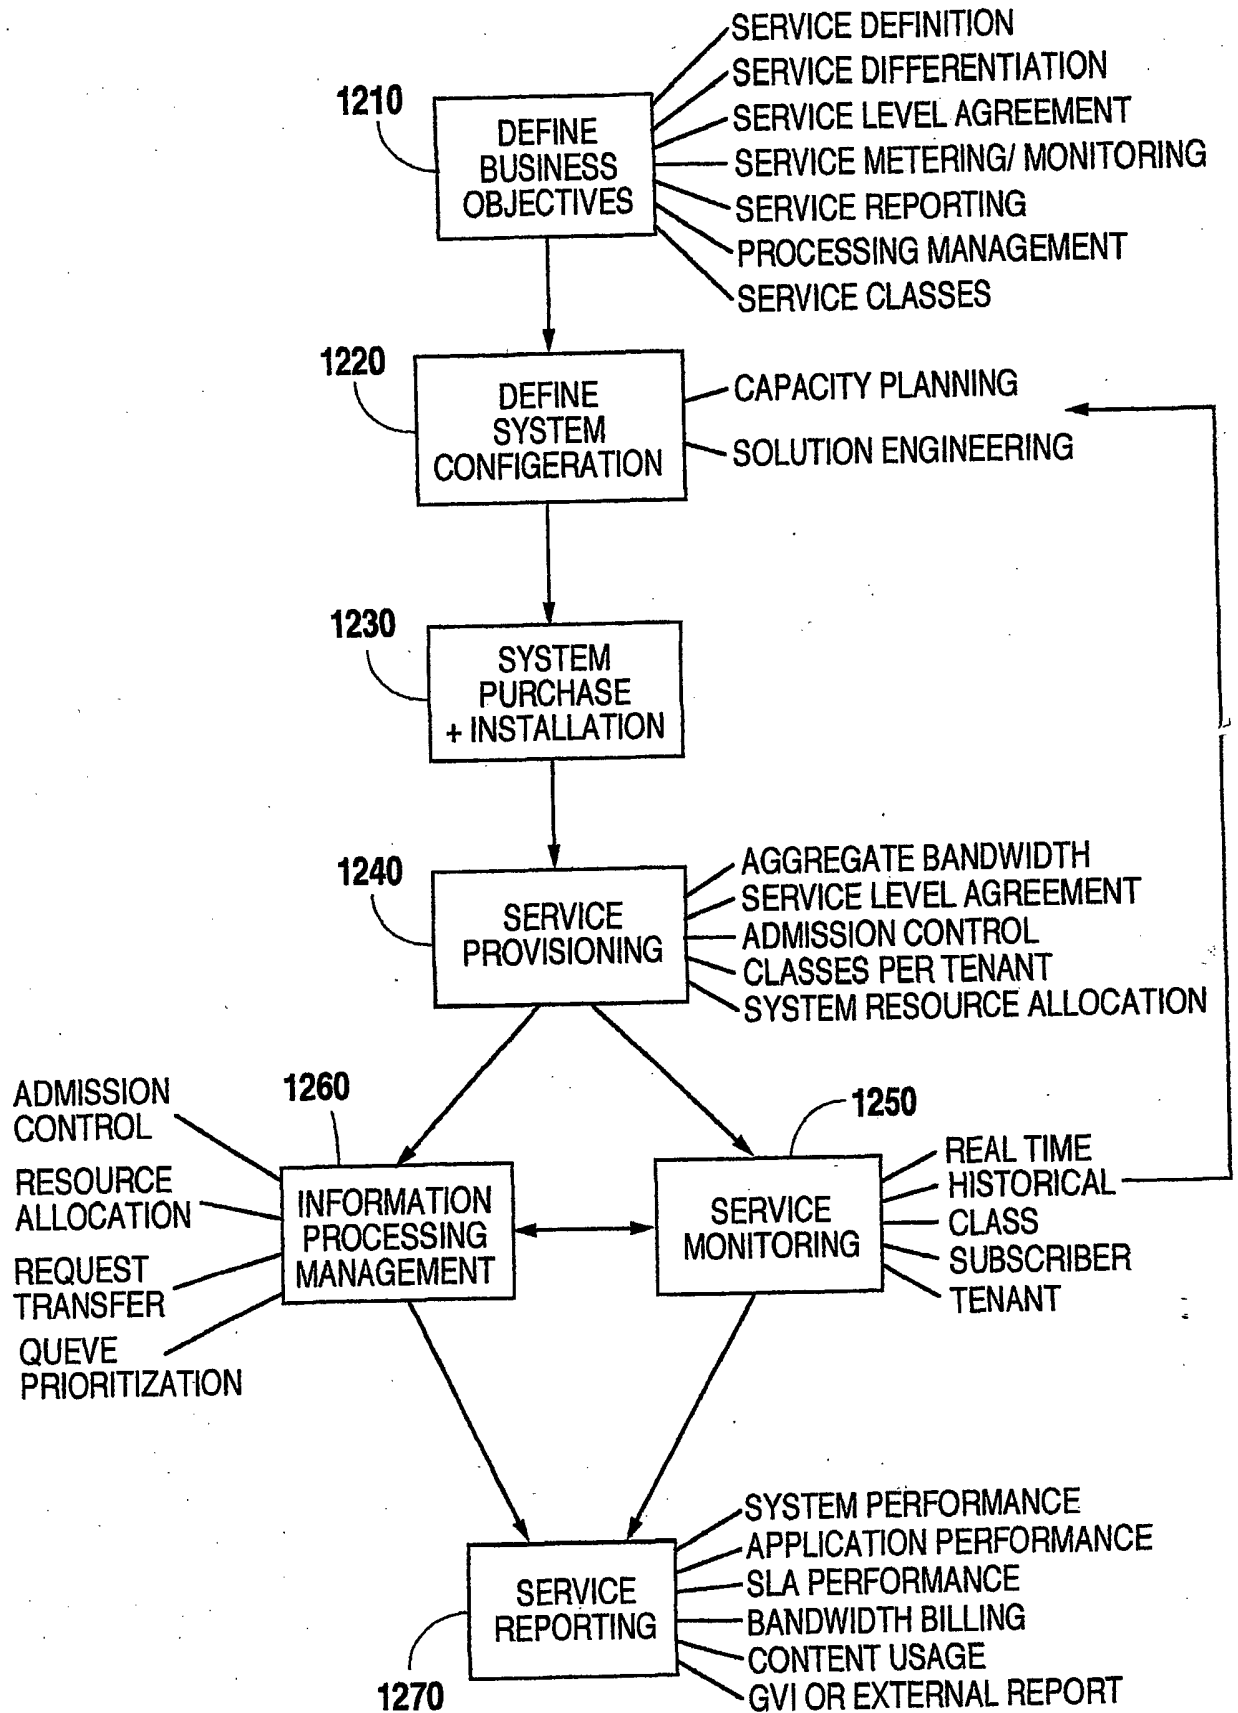 1210
DEFINE
BUSINESS
OBJECTIVES
SERVICE DEFINITION
SERVICE DIFFERENTIATION
SERVICE LEVEL AGREEMENT
SERVICE METERING/ MONITORING
SERVICE REPORTING
PROCESSING MANAGEMENT
SERVICE CLASSES
1220
DEFINE
SYSTEM
CONFIGERATION
CAPACITY PLANNING
SOLUTION ENGINEERING
1230
SYSTEM
PURCHASE
+ INSTALLATION
1240
SERVICE
PROVISIONING
AGGREGATE BANDWIDTH
SERVICE LEVEL AGREEMENT
ADMISSION CONTROL
CLASSES PER TENANT
SYSTEM RESOURCE ALLOCATION
1260
ADMISSION
CONTROL
RESOURCE
ALLOCATION
REQUEST
TRANSFER
QUEVE
PRIORITIZATION
INFORMATION
PROCESSING
MANAGEMENT
1250
SERVICE
MONITORING
REAL TIME
HISTORICAL
CLASS
SUBSCRIBER
TENANT
1270
SERVICE
REPORTING
SYSTEM PERFORMANCE
APPLICATION PERFORMANCE
SLA PERFORMANCE
BANDWIDTH BILLING
CONTENT USAGE
GVI OR EXTERNAL REPORT